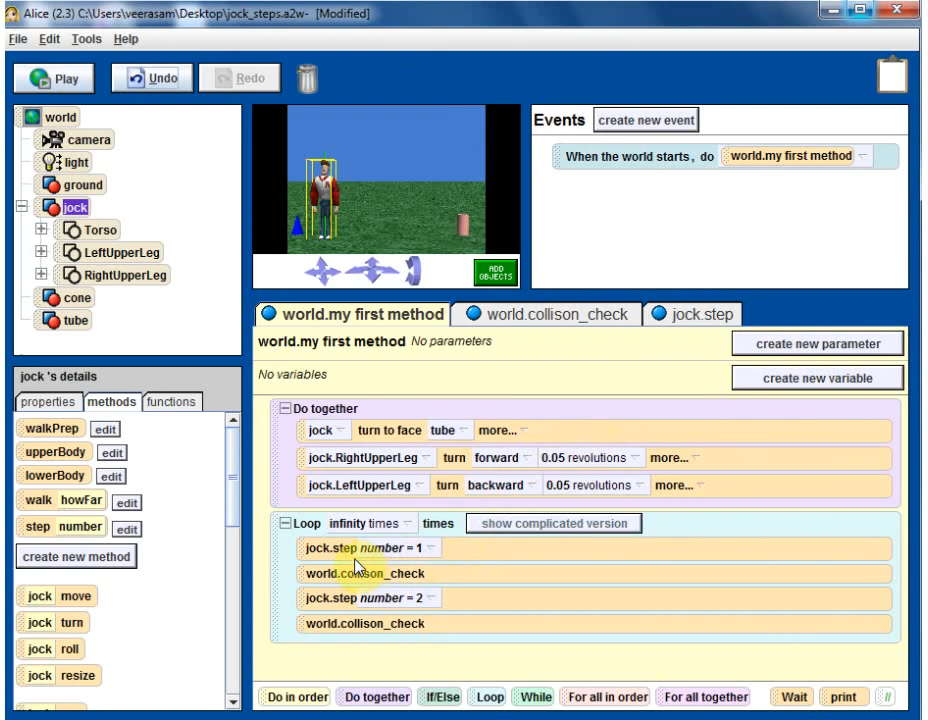 Alice (2.3) C:\Users\veerasam\Desktop\jock_steps.a2w- [Modified]
File Edit Tools Help
Play Undo Redo
world
camera
light
ground
jock
Torso
LeftUpperLeg
RightUpperLeg
cone
tube
ADD OBJECTS
Events create new event
When the world starts, do world.my first method
jock 's details
properties methods functions
walkPrep edit
upperBody edit
lowerBody edit
walk howFar edit
step number edit
create new method
jock move
jock turn
jock roll
jock resize
world.my first method world.collison_check jock.step
world.my first method No parameters create new parameter
No variables create new variable
Do together
jock turn to face tube more...
jock.RightUpperLeg turn forward 0.05 revolutions more...
jock.LeftUpperLeg turn backward 0.05 revolutions more...
Loop infinity times times show complicated version
jock.step number = 1
world.collison_check
jock.step number = 2
world.collison_check
Do in order Do together If/Else Loop While For all in order For all together Wait print //